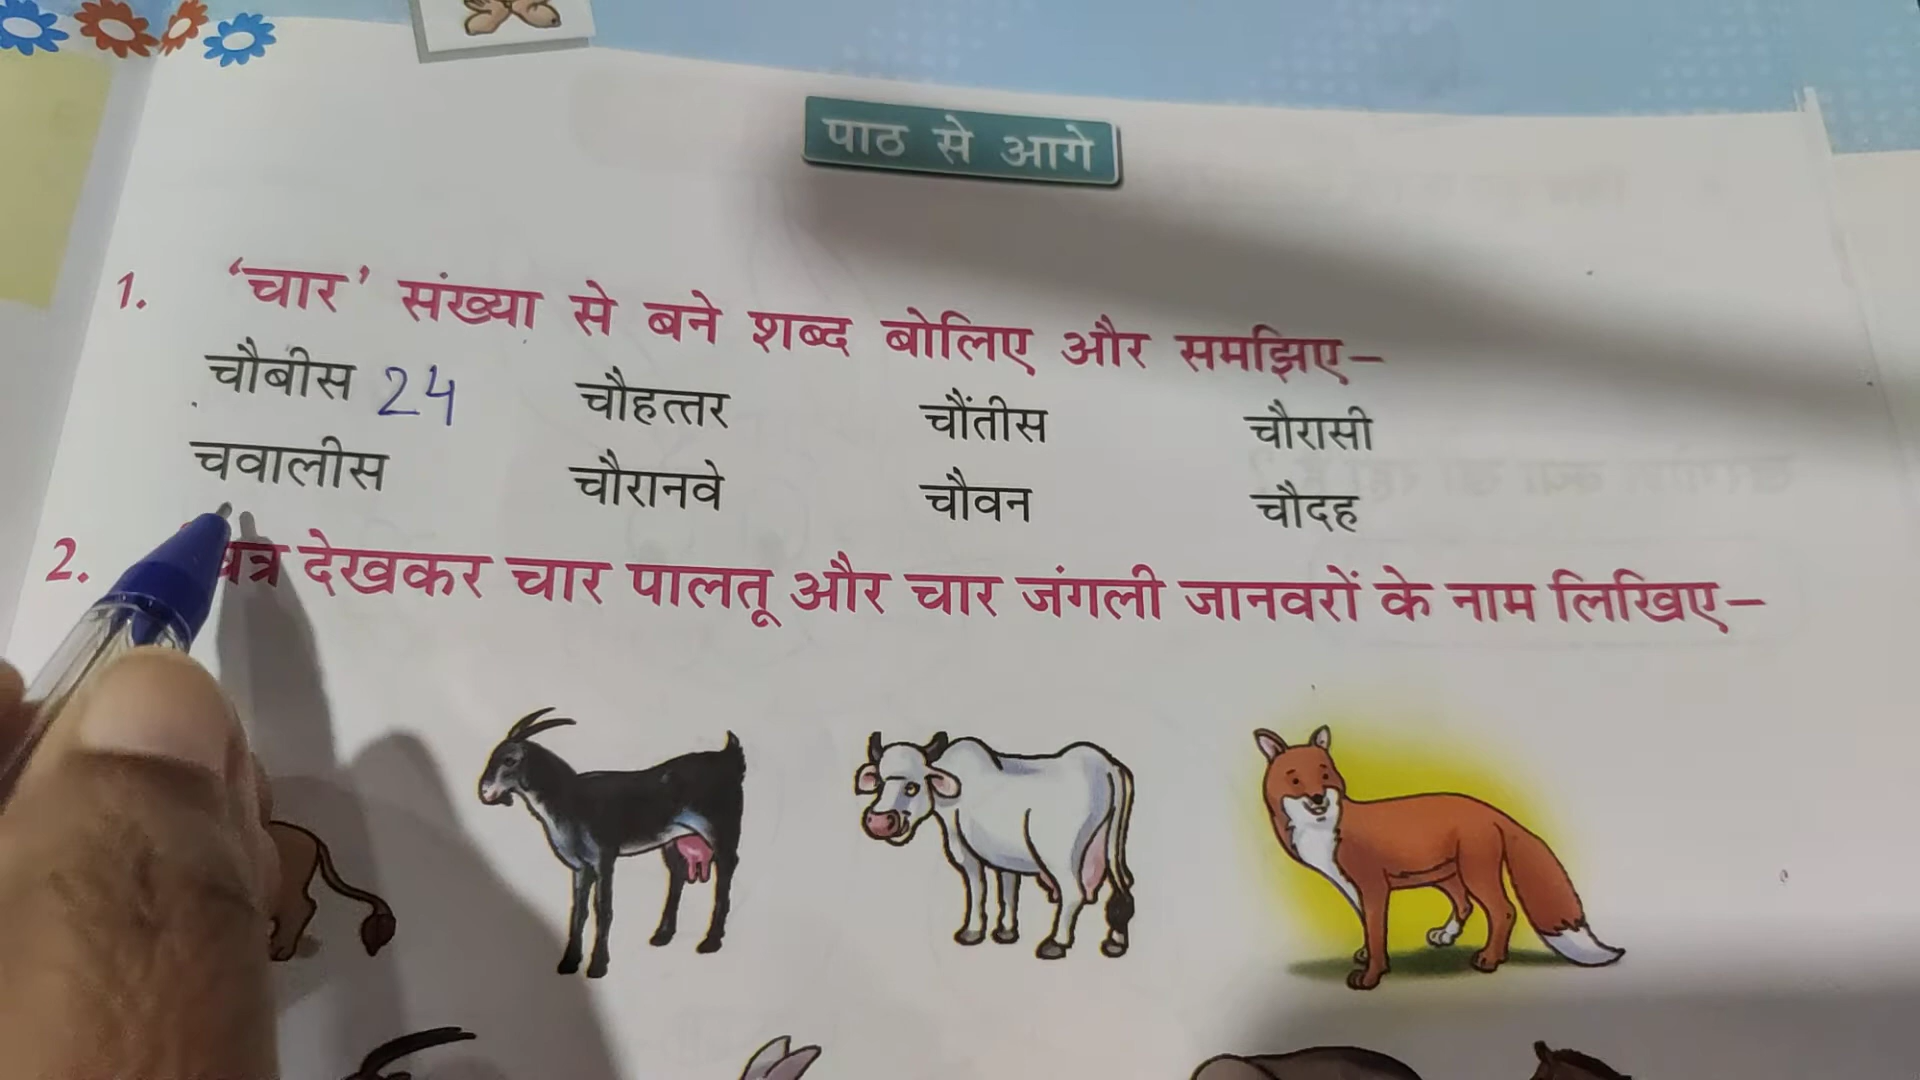 पाठ से आगे
1. ‘चार’ संख्या से बने शब्द बोलिए और समझिए–
चौबीस 24 चौहत्तर चौंतीस चौरासी
चवालीस चौरानवे चौवन चौदह
2. देखकर चार पालतू और चार जंगली जानवरों के नाम लिखिए–